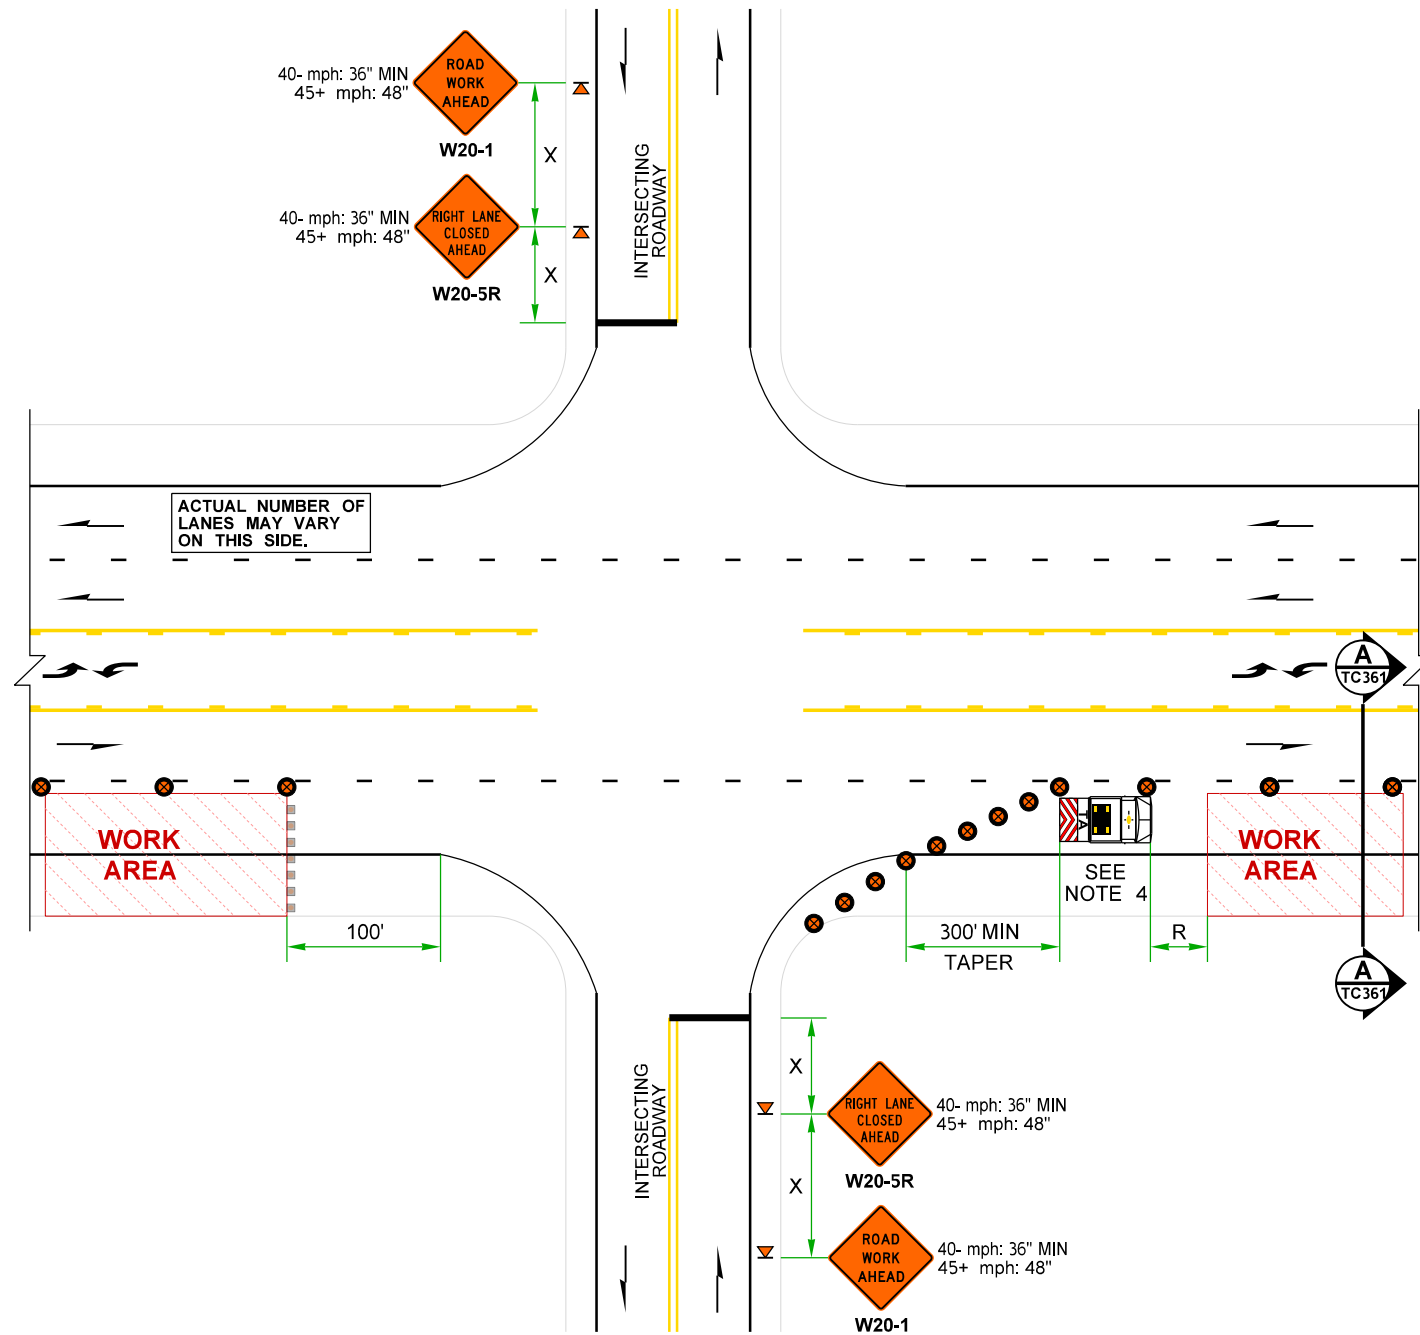 40- mph: 36" MIN
45+ mph: 48"
ROAD
WORK
AHEAD
W20-1
X
40- mph: 36" MIN
45+ mph: 48"
RIGHT LANE
CLOSED
AHEAD
W20-5R
X
INTERSECTING
ROADWAY
ACTUAL NUMBER OF
LANES MAY VARY
ON THIS SIDE.
A
TC361
WORK
AREA
100'
SEE
NOTE 4
300' MIN
TAPER
R
WORK
AREA
A
TC361
INTERSECTING
ROADWAY
X
RIGHT LANE
CLOSED
AHEAD
40- mph: 36" MIN
45+ mph: 48"
W20-5R
X
ROAD
WORK
AHEAD
40- mph: 36" MIN
45+ mph: 48"
W20-1